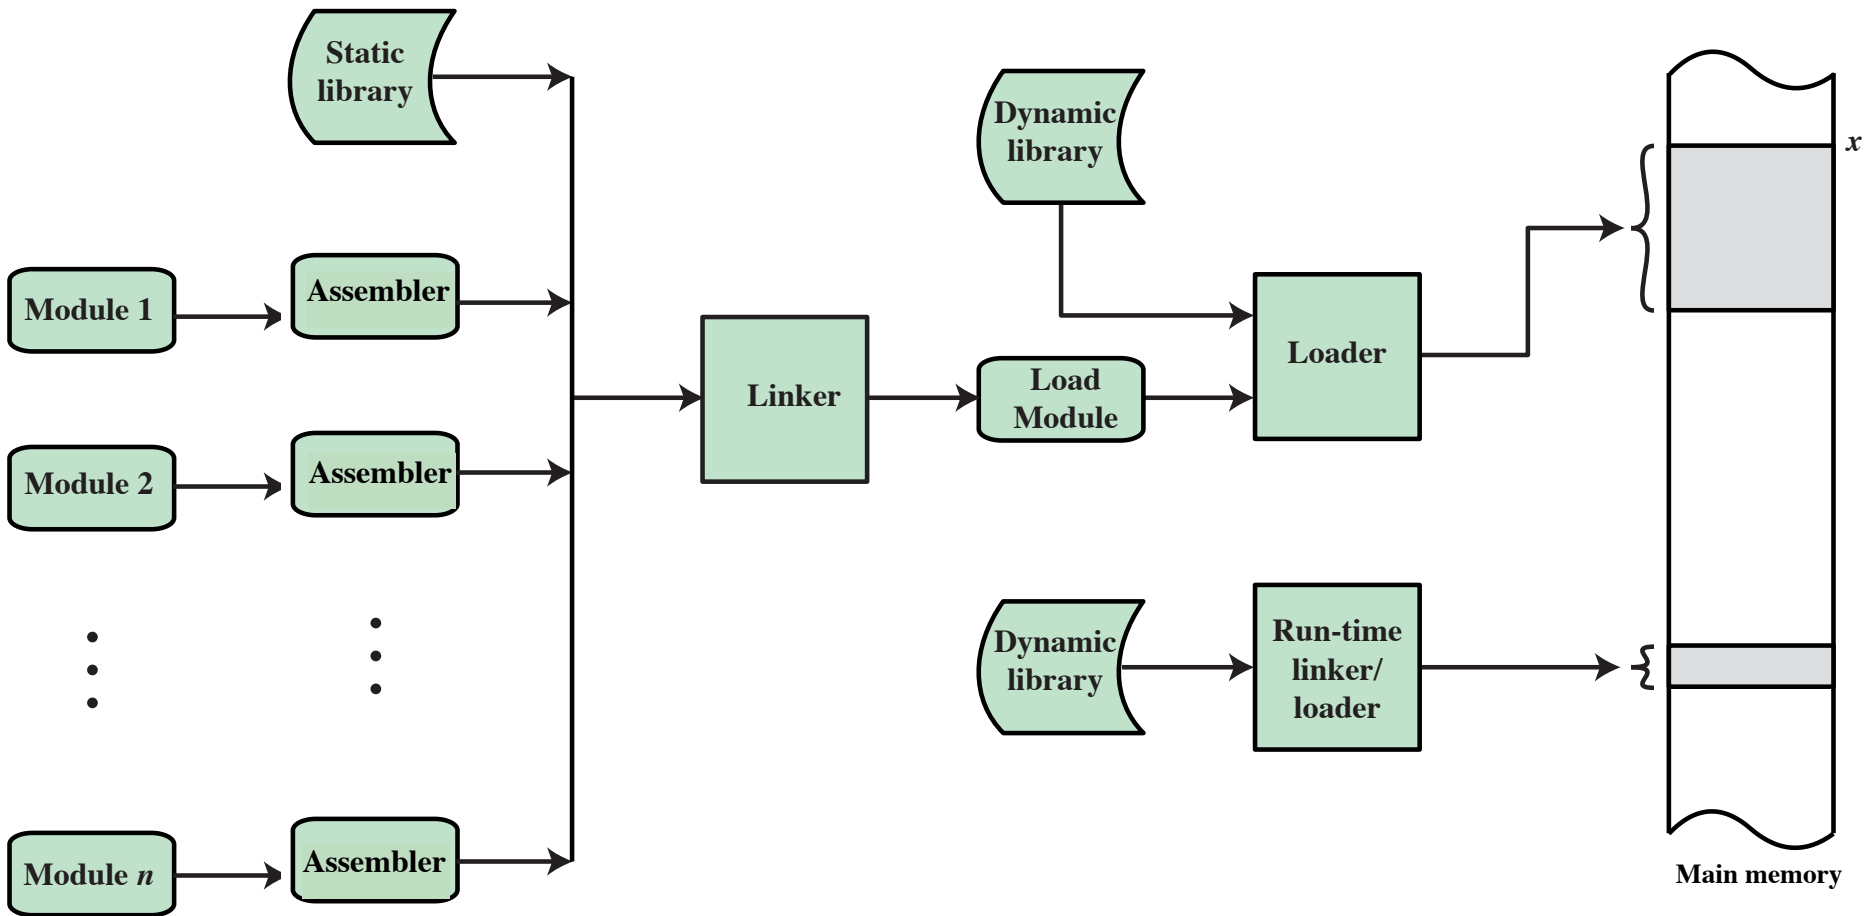 Static
library
Dynamic
library
x
Module 1
Assembler
Loader
Linker
Load
Module
Module 2
Assembler
Dynamic
library
Run-time
linker/
loader
Module n
Assembler
Main memory